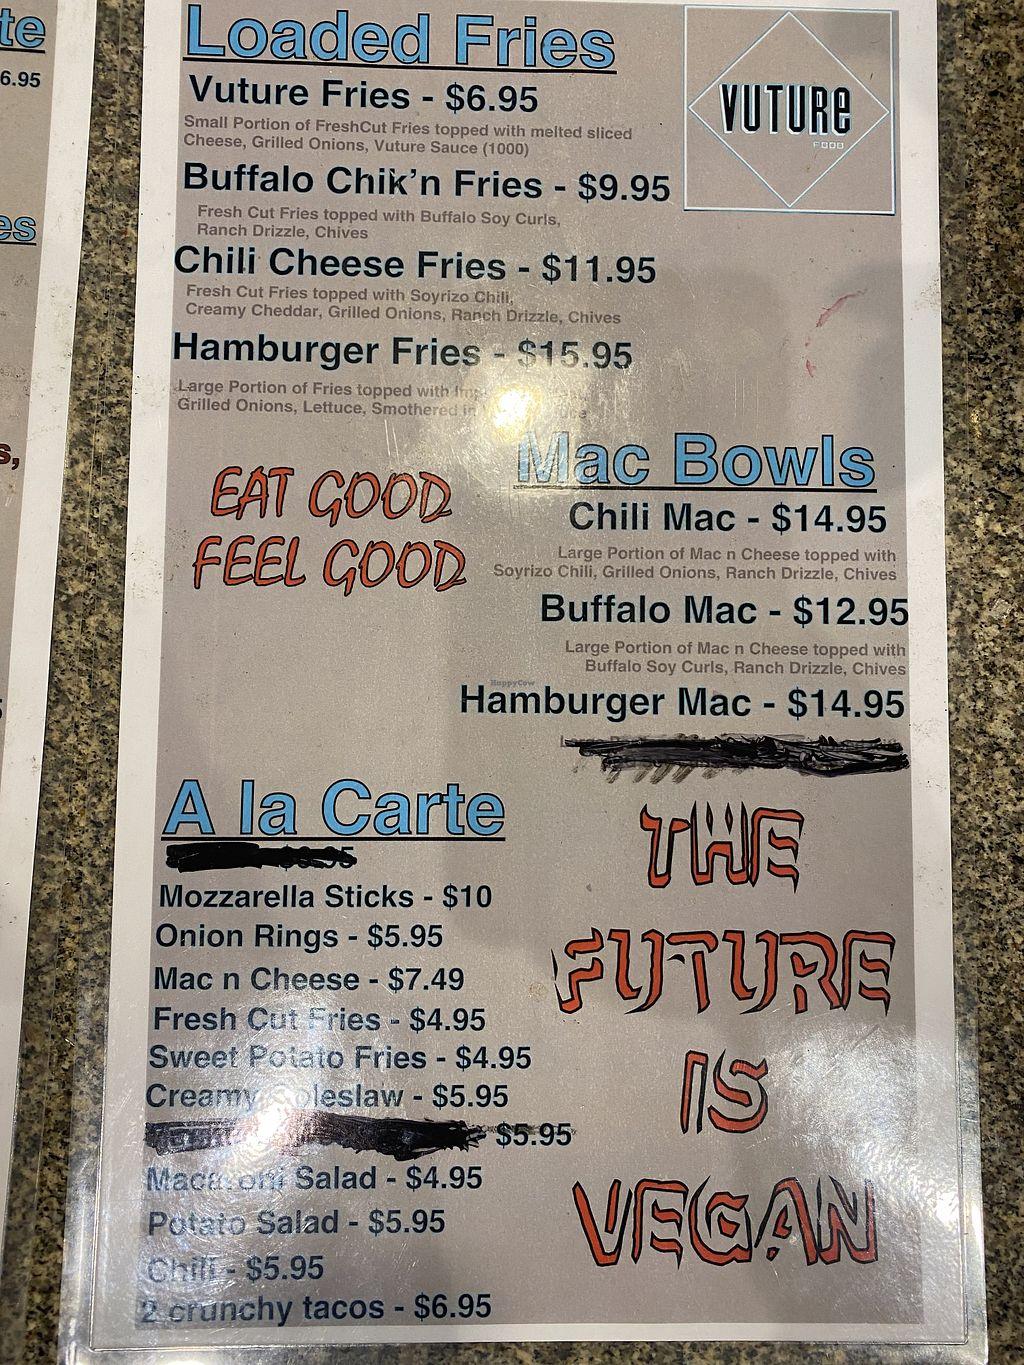 te
6.95
es
s,
Loaded Fries
VUTURe
FOOD
Vuture Fries - $6.95
Small Portion of FreshCut Fries topped with melted sliced
Cheese, Grilled Onions, Vuture Sauce (1000)
Buffalo Chik'n Fries - $9.95
Fresh Cut Fries topped with Buffalo Soy Curls,
Ranch Drizzle, Chives
Chili Cheese Fries - $11.95
Fresh Cut Fries topped with Soyrizo Chili,
Creamy Cheddar, Grilled Onions, Ranch Drizzle, Chives
Hamburger Fries - $15.95
Large Portion of Fries topped with
Grilled Onions, Lettuce, Smothered in
EAT GOOD
FEEL GOOD
Mac Bowls
Chili Mac - $14.95
Large Portion of Mac n Cheese topped with
Soyrizo Chili, Grilled Onions, Ranch Drizzle, Chives
Buffalo Mac - $12.95
Large Portion of Mac n Cheese topped with
Buffalo Soy Curls, Ranch Drizzle, Chives
HappyCow
Hamburger Mac - $14.95
A la Carte
Mozzarella Sticks - $10
Onion Rings - $5.95
Mac n Cheese - $7.49
Fresh Cut Fries - $4.95
Sweet Potato Fries - $4.95
Creamy Coleslaw - $5.95
$5.95
Macaroni Salad - $4.95
Potato Salad - $5.95
Chili - $5.95
2 crunchy tacos - $6.95
THE
FUTURE
IS
VEGAN